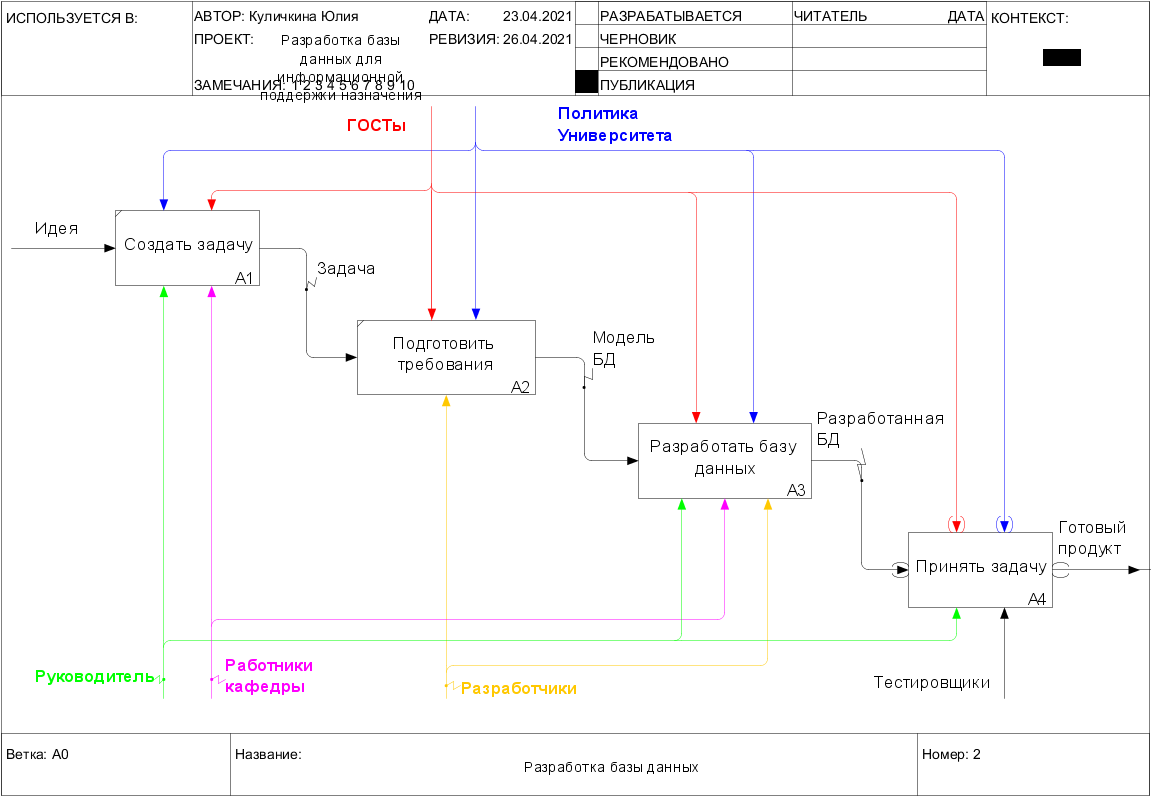 ИСПОЛЬЗУЕТСЯ В:
АВТОР: Куличкина Юлия
ДАТА: 23.04.2021
РАЗРАБАТЫВАЕТСЯ
ЧИТАТЕЛЬ
ДАТА
КОНТЕКСТ:
ПРОЕКТ:
Разработка базы
данных для
информационной
поддержки назначения
РЕВИЗИЯ: 26.04.2021
ЧЕРНОВИК
РЕКОМЕНДОВАНО
ЗАМЕЧАНИЯ: 1 2 3 4 5 6 7 8 9 10
ПУБЛИКАЦИЯ
ГОСТы
Политика
Университета
Идея
Создать задачу
A1
Задача
Подготовить
требования
A2
Модель
БД
Разработать базу
данных
A3
Разработанная
БД
Принять задачу
A4
Готовый
продукт
Руководитель
Работники
кафедры
Разработчики
Тестировщики
Ветка: A0
Название:
Разработка базы данных
Номер: 2